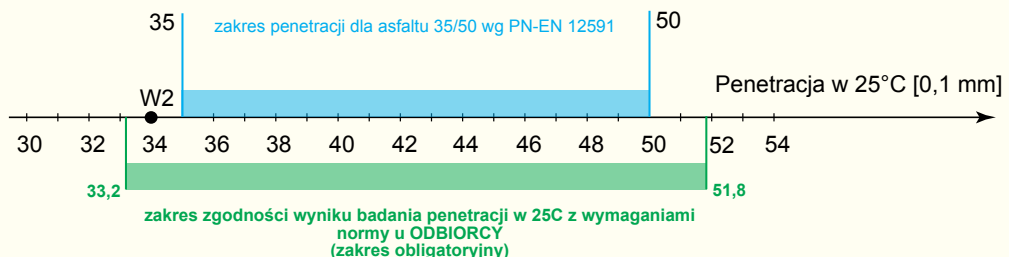 35
zakres penetracji dla asfaltu 35/50 wg PN-EN 12591
50
W2
Penetracja w 25°C [0,1 mm]
30 32 34 36 38 40 42 44 46 48 50 52 54
33,2
51,8
zakres zgodności wyniku badania penetracji w 25C z wymaganiami
normy u ODBIORCY
(zakres obligatoryjny)